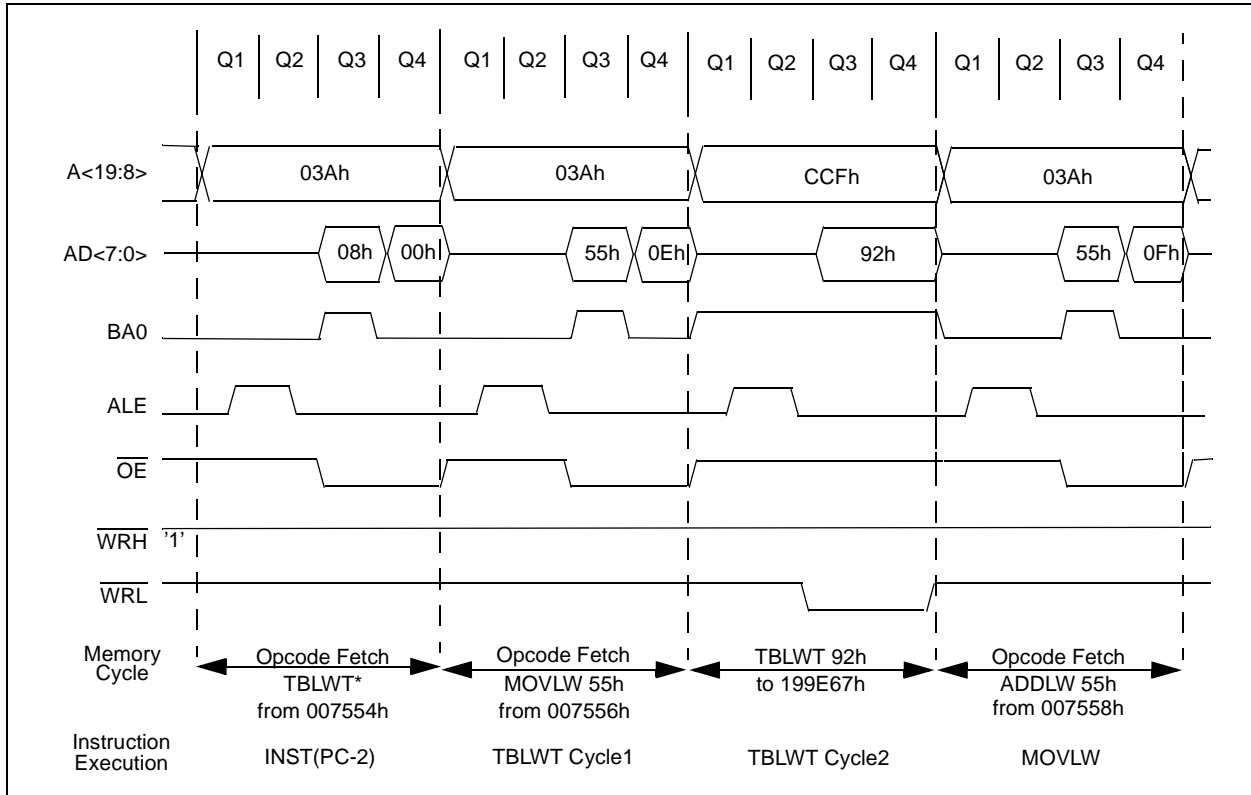 Q1 Q2 Q3 Q4 Q1 Q2 Q3 Q4 Q1 Q2 Q3 Q4 Q1 Q2 Q3 Q4
A<19:8> 03Ah 03Ah CCFh 03Ah
AD<7:0> 08h 00h 55h 0Eh 92h 55h 0Fh
BA0
ALE
OE
WRH '1'
WRL
Memory
Cycle
Opcode Fetch
TBLWT*
from 007554h
Opcode Fetch
MOVLW 55h
from 007556h
TBLWT 92h
to 199E67h
Opcode Fetch
ADDLW 55h
from 007558h
Instruction
Execution
INST(PC-2) TBLWT Cycle1 TBLWT Cycle2 MOVLW